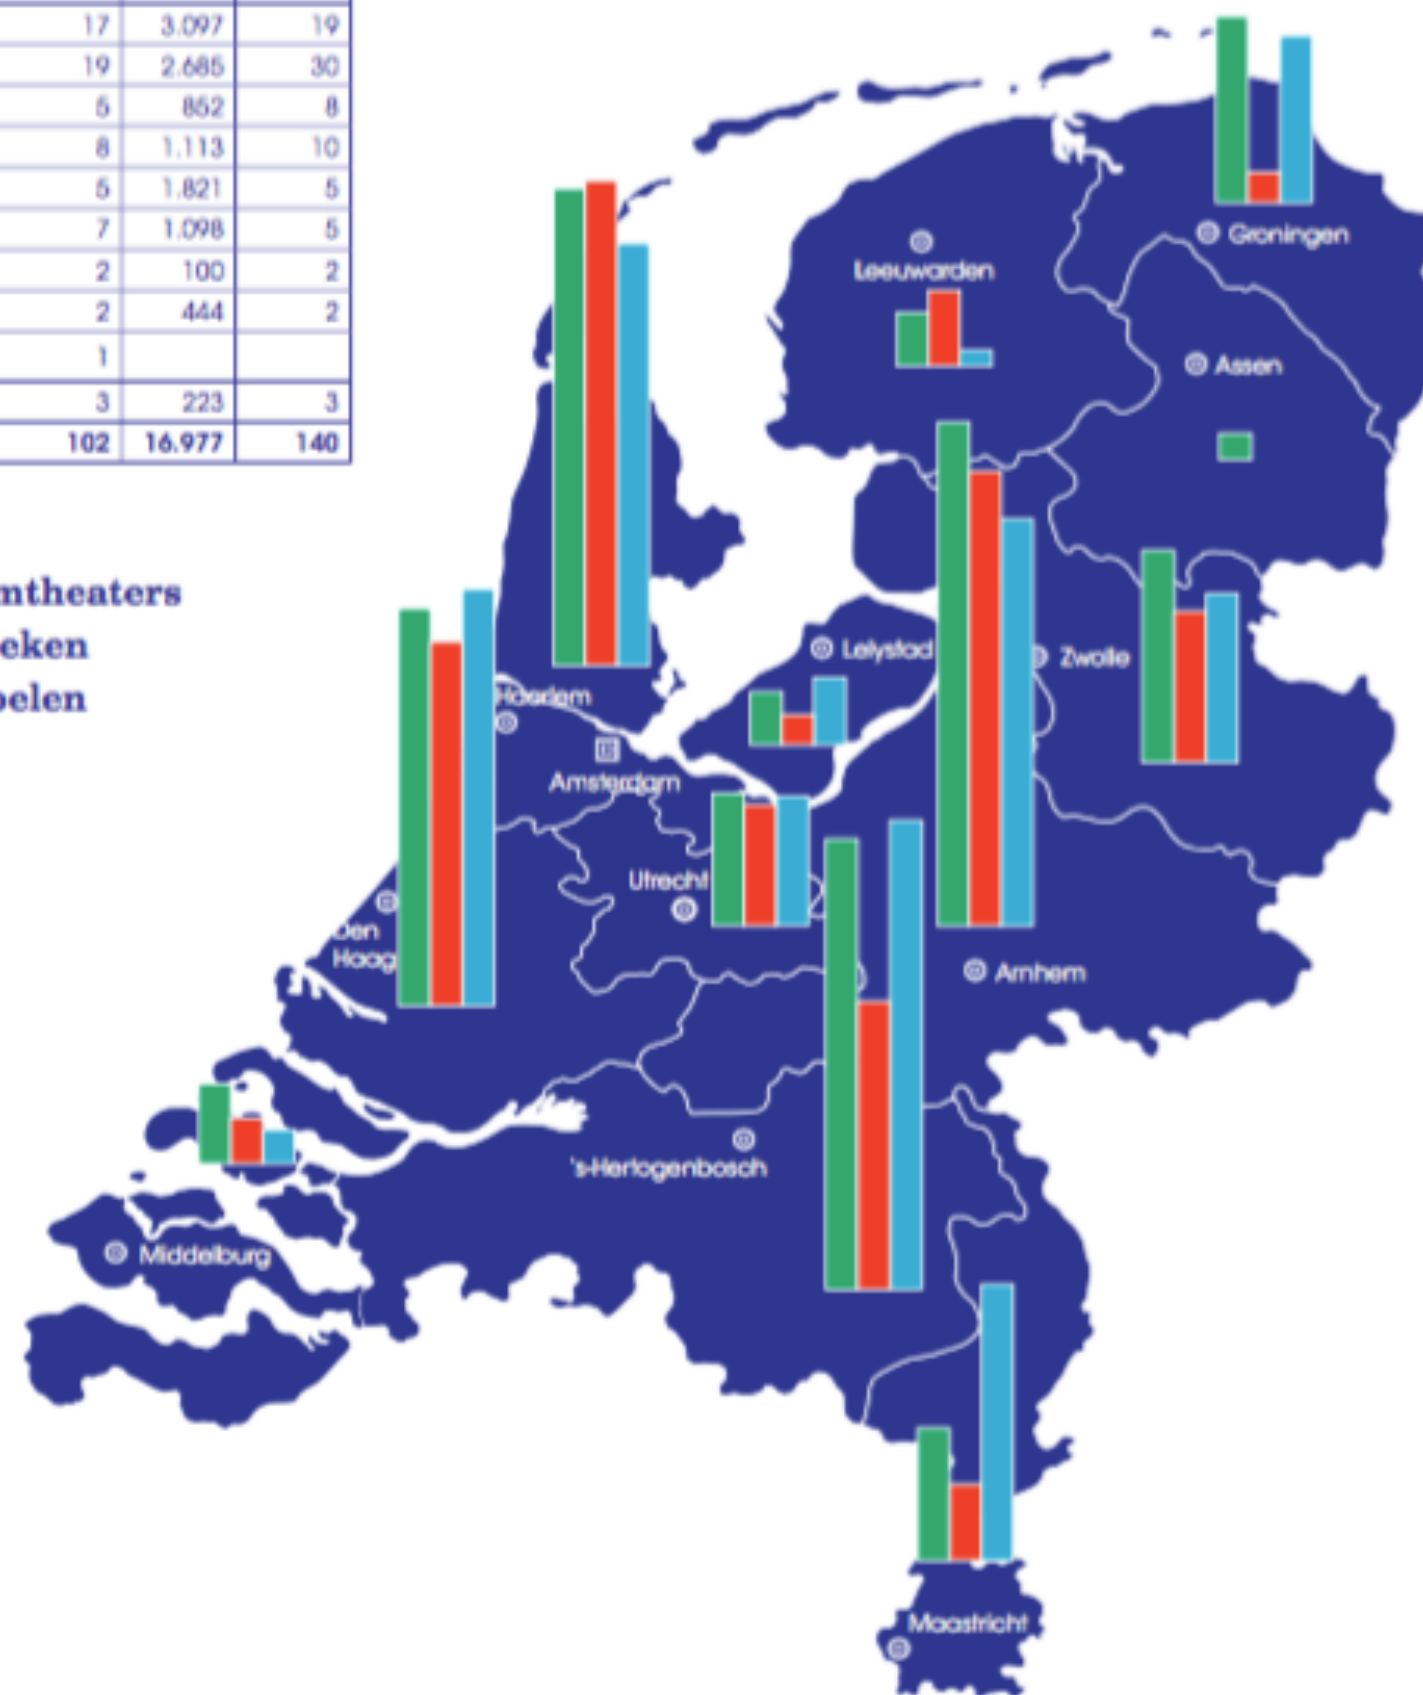 17 3.097 19
19 2.685 30
5 852 8
8 1.113 10
5 1.821 5
7 1.098 5
2 100 2
2 444 2
1
3 223 3
102 16.977 140
mtheaters
eken
oelen
Groningen
Leeuwarden
Assen
Lelystad
Zwolle
Haarlem
Amsterdam
Utrecht
Den
Haag
Arnhem
's-Hertogenbosch
Middelburg
Maastricht